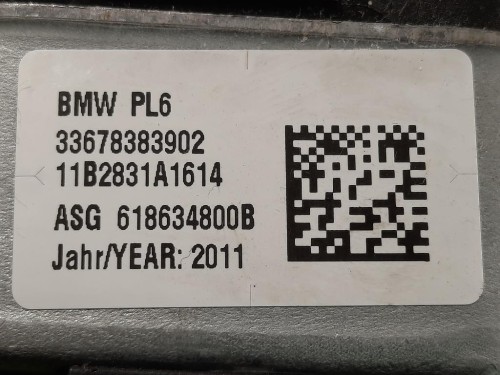 BMW PL6
33678383902
11B2831A1614
ASG 618634800B
Jahr/YEAR: 2011